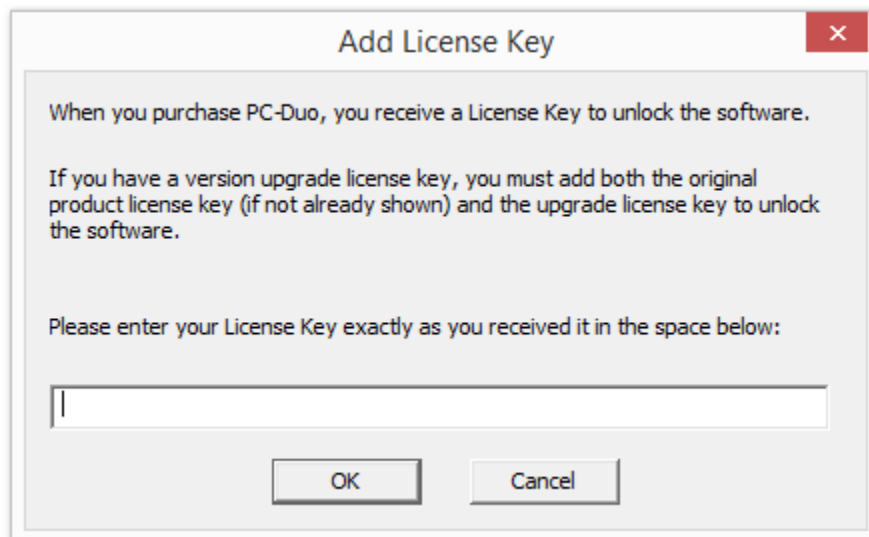 Add License Key
When you purchase PC-Duo, you receive a License Key to unlock the software.
If you have a version upgrade license key, you must add both the original
product license key (if not already shown) and the upgrade license key to unlock
the software.
Please enter your License Key exactly as you received it in the space below:
OK
Cancel